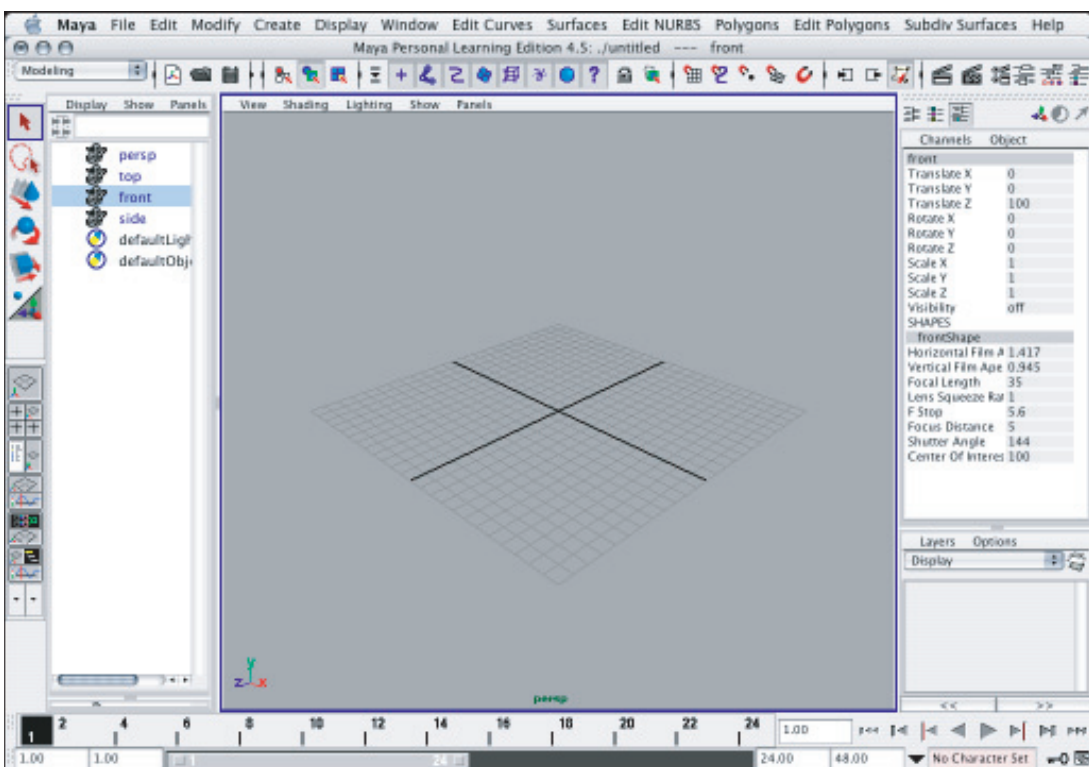 Maya File Edit Modify Create Display Window Edit Curves Surfaces Edit NURBS Polygons Edit Polygons Subdiv Surfaces Help
Maya Personal Learning Edition 4.5: ./untitled --- front
Modeling
Display Show Panels
persp
top
front
side
defaultLigh
defaultObj
View Shading Lighting Show Panels
z x
y
persp
Channels Object
front
Translate X 0
Translate Y 0
Translate Z 100
Rotate X 0
Rotate Y 0
Rotate Z 0
Scale X 1
Scale Y 1
Scale Z 1
Visibility off
SHAPES
frontShape
Horizontal Film A 1.417
Vertical Film Ape 0.945
Focal Length 35
Lens Squeeze Rat 1
F Stop 5.6
Focus Distance 5
Shutter Angle 144
Center Of Interes 100
Layers Options
Display
<< >>
1 2 4 6 8 10 12 14 16 18 20 22 24 1.00
1.00 1.00 1 24 24.00 48.00 No Character Set